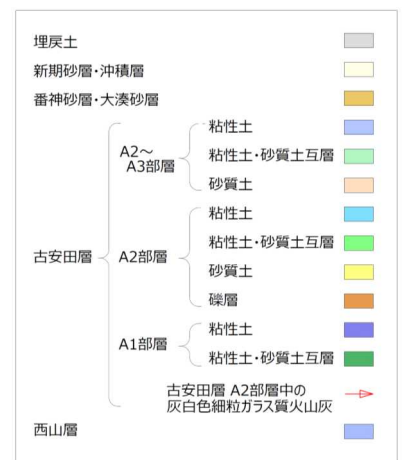 埋戻土
新期砂層・沖積層
番神砂層・大湊砂層
古安田層
A2～
A3部層
粘性土
粘性土・砂質土互層
砂質土
A2部層
粘性土
粘性土・砂質土互層
砂質土
礫層
A1部層
粘性土
粘性土・砂質土互層
古安田層 A2部層中の
灰白色細粒ガラス質火山灰
西山層